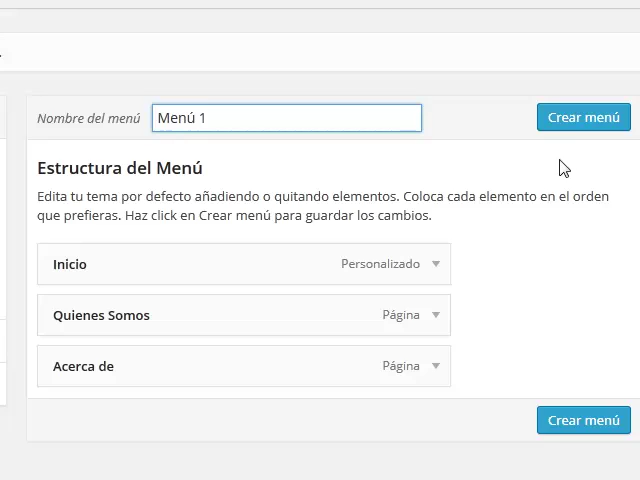 Nombre del menú Menú 1 Crear menú
Estructura del Menú
Edita tu tema por defecto añadiendo o quitando elementos. Coloca cada elemento en el orden
que prefieras. Haz click en Crear menú para guardar los cambios.
Inicio Personalizado
Quienes Somos Página
Acerca de Página
Crear menú